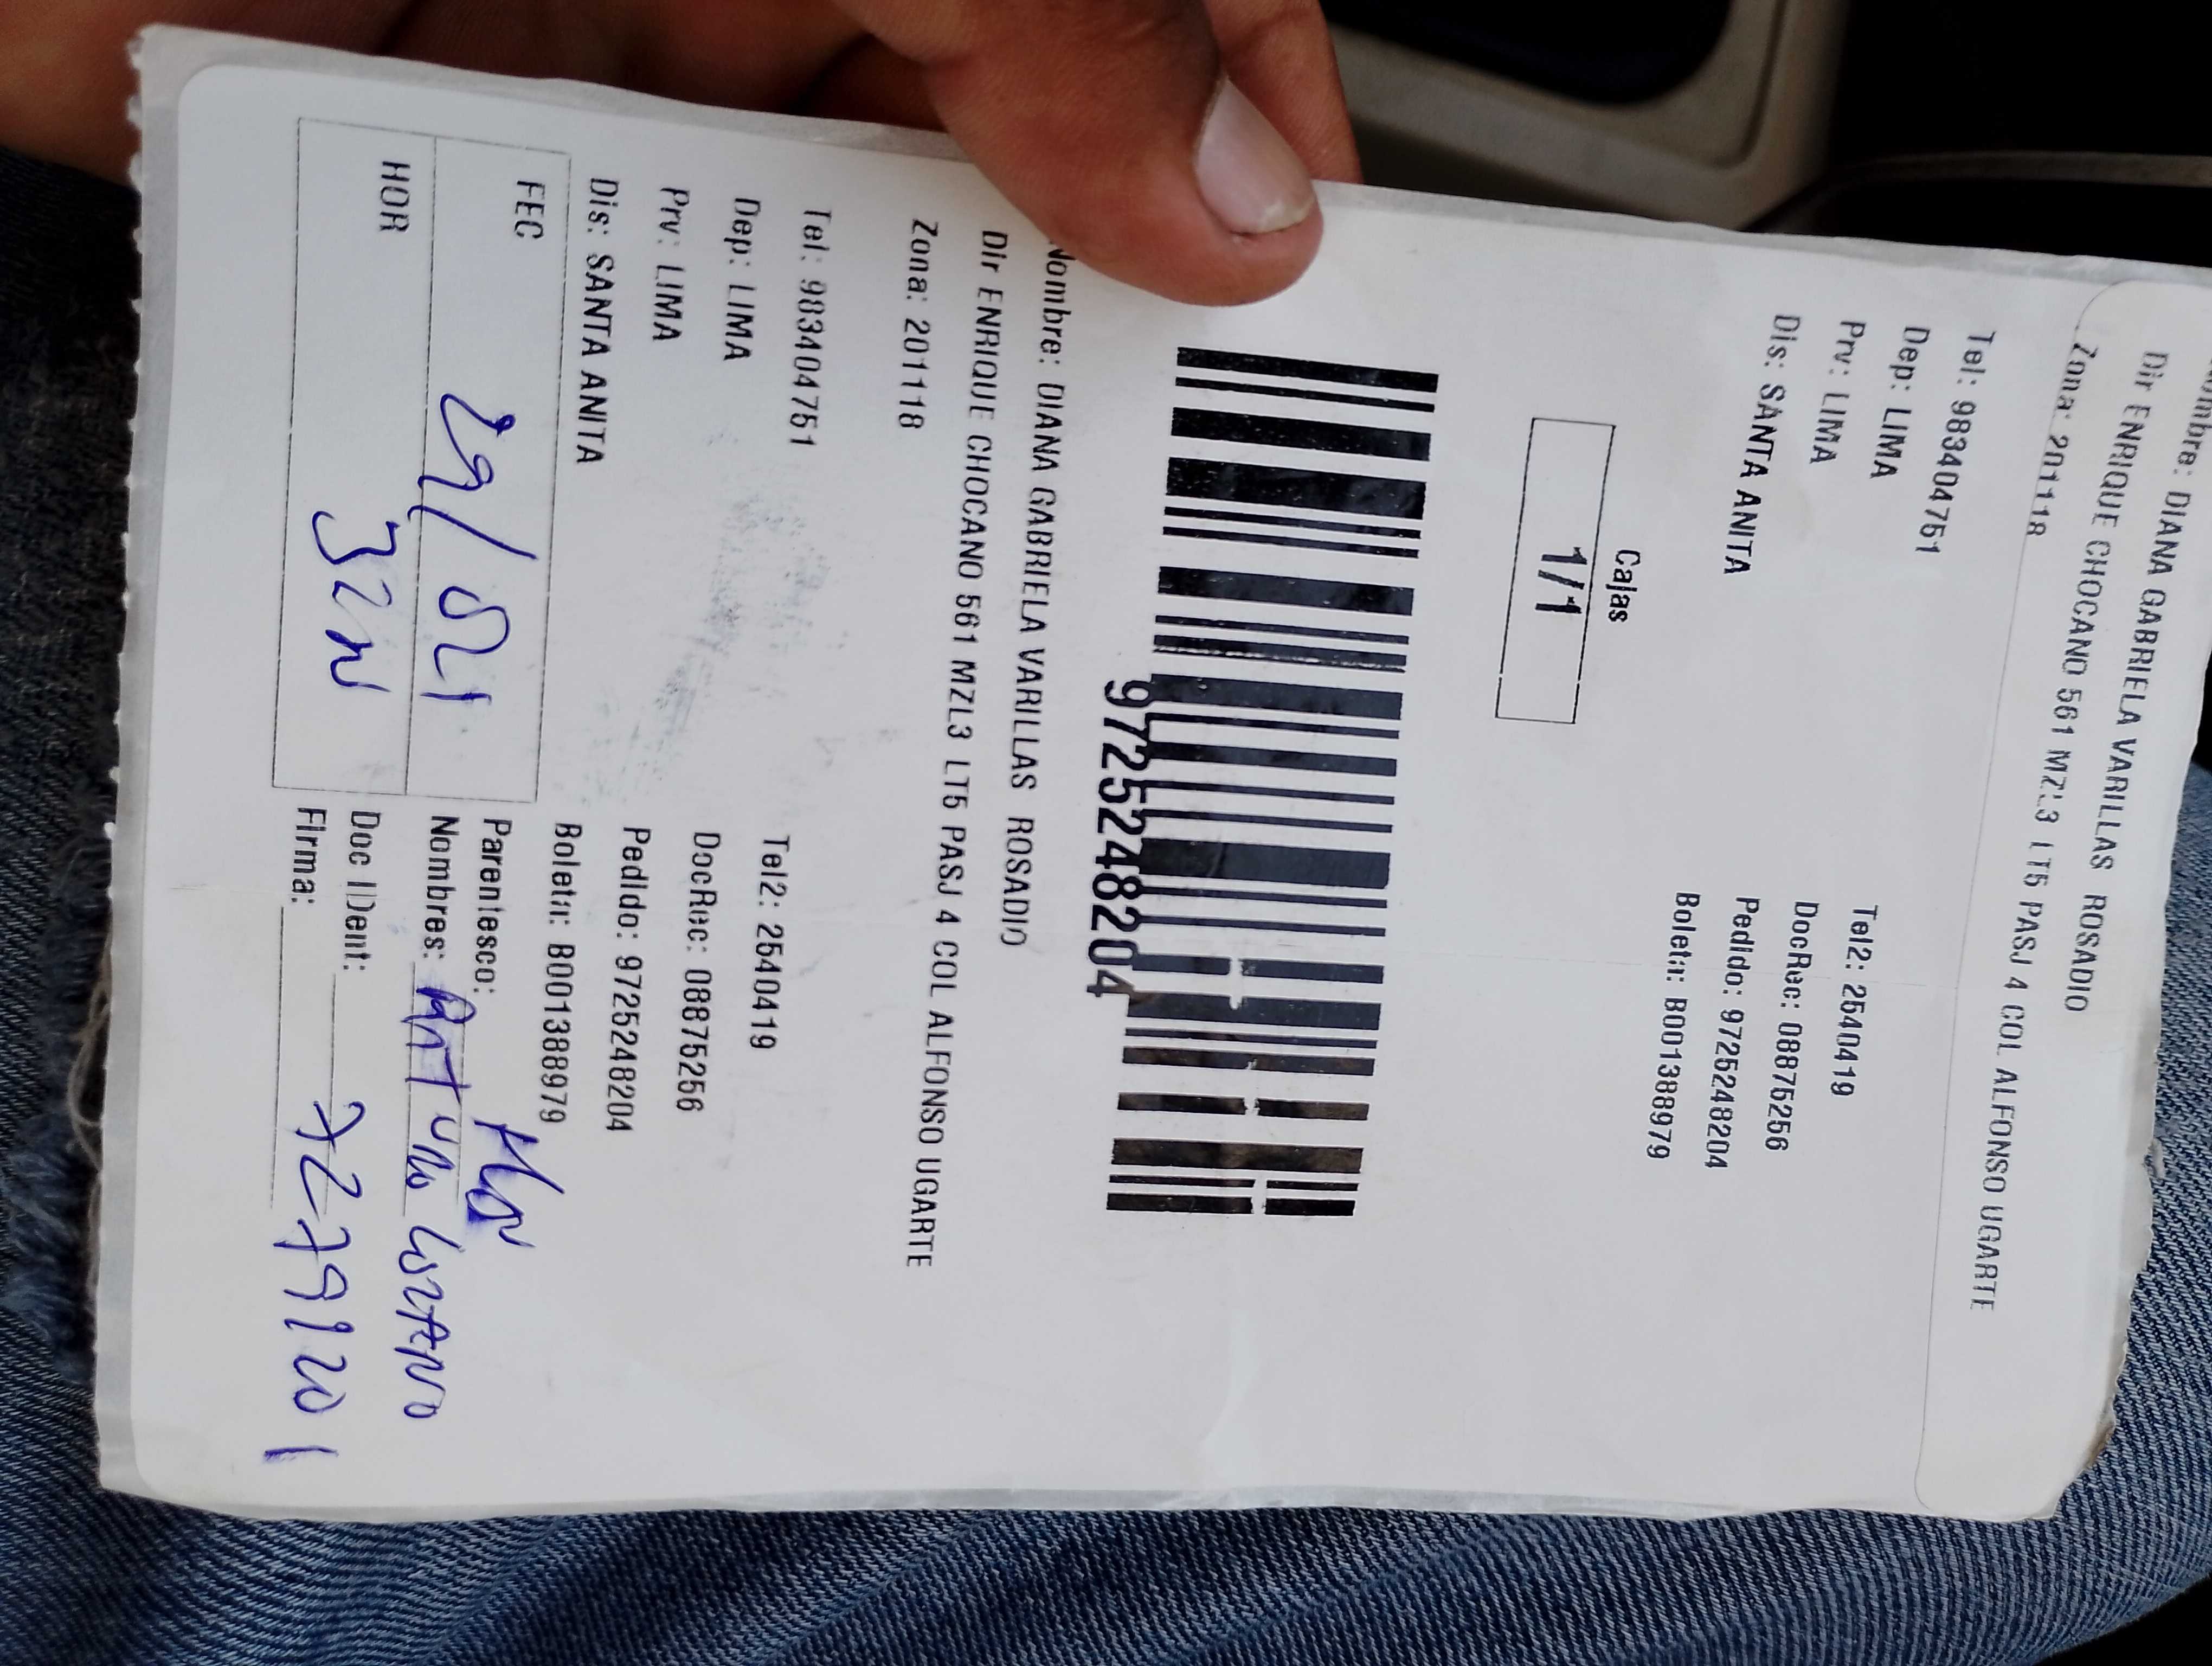 Nombre: DIANA GABRIELA VARILLAS ROSADIO
Dir ENRIQUE CHOCANO 561 MZL3 LT5 PASJ 4 COL ALFONSO UGARTE
Zona: 201118
Tel: 983404751 Tel2: 2540419
Dep: LIMA DocRec: 08875256
Prv: LIMA Pedido: 9725248204
Dis: SANTA ANITA Boleta: B001388979
Cajas
1/1
9725248204
Nombre: DIANA GABRIELA VARILLAS ROSADIO
Dir ENRIQUE CHOCANO 561 MZL3 LT5 PASJ 4 COL ALFONSO UGARTE
Zona: 201118
Tel: 983404751 Tel2: 2540419
Dep: LIMA DocRec: 08875256
Prv: LIMA Pedido: 9725248204
Dis: SANTA ANITA Boleta: B001388979
FEC 29/ Parentesco:
HOR Nombres:
Doc IDent: 72791201
Firma: